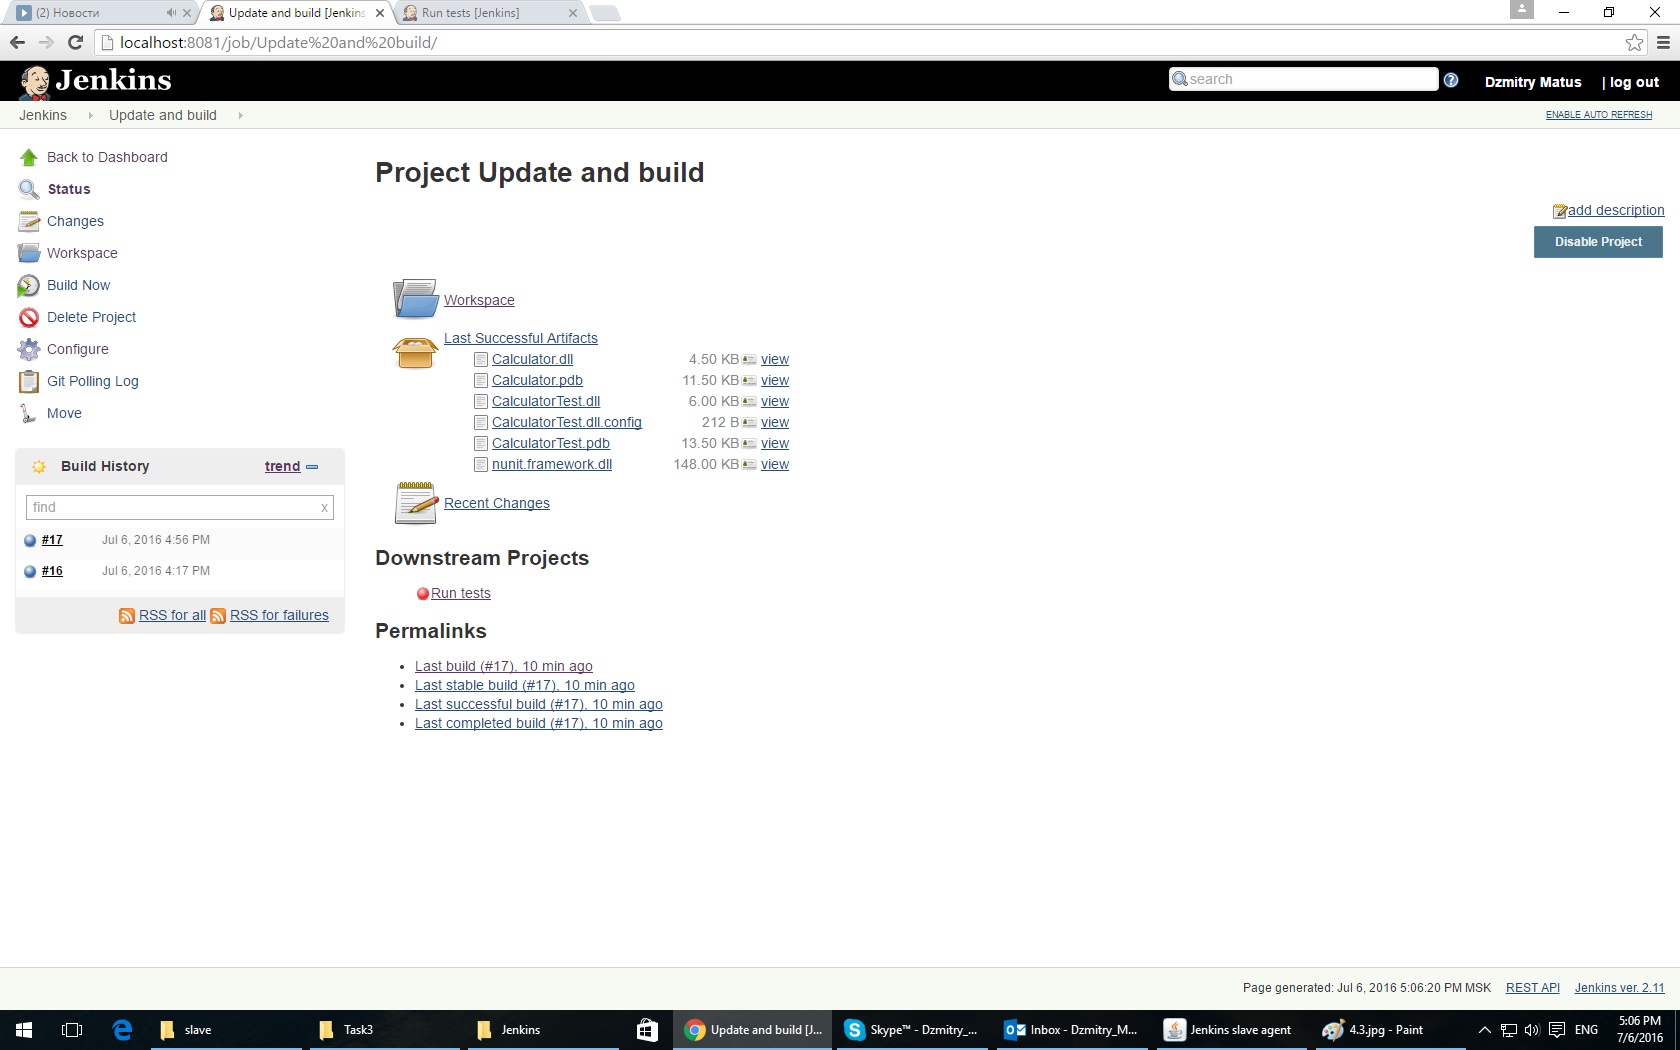 (2) Новости
Update and build [Jenkins
Run tests [Jenkins]
localhost:8081/job/Update%20and%20build/
Jenkins
search
Dzmitry Matus
| log out
Jenkins
Update and build
ENABLE AUTO REFRESH
Back to Dashboard
Status
Changes
Workspace
Build Now
Delete Project
Configure
Git Polling Log
Move
Build History
trend
find
x
#17 Jul 6, 2016 4:56 PM
#16 Jul 6, 2016 4:17 PM
RSS for all RSS for failures
Project Update and build
add description
Disable Project
Workspace
Last Successful Artifacts
Calculator.dll 4.50 KB view
Calculator.pdb 11.50 KB view
CalculatorTest.dll 6.00 KB view
CalculatorTest.dll.config 212 B view
CalculatorTest.pdb 13.50 KB view
nunit.framework.dll 148.00 KB view
Recent Changes
Downstream Projects
Run tests
Permalinks
Last build (#17), 10 min ago
Last stable build (#17), 10 min ago
Last successful build (#17), 10 min ago
Last completed build (#17), 10 min ago
Page generated: Jul 6, 2016 5:06:20 PM MSK
REST API
Jenkins ver. 2.11
slave
Task3
Jenkins
Update and build [J...
Skype™ - Dzmitry_...
Inbox - Dzmitry_M...
Jenkins slave agent
4.3.jpg - Paint
ENG
5:06 PM
7/6/2016